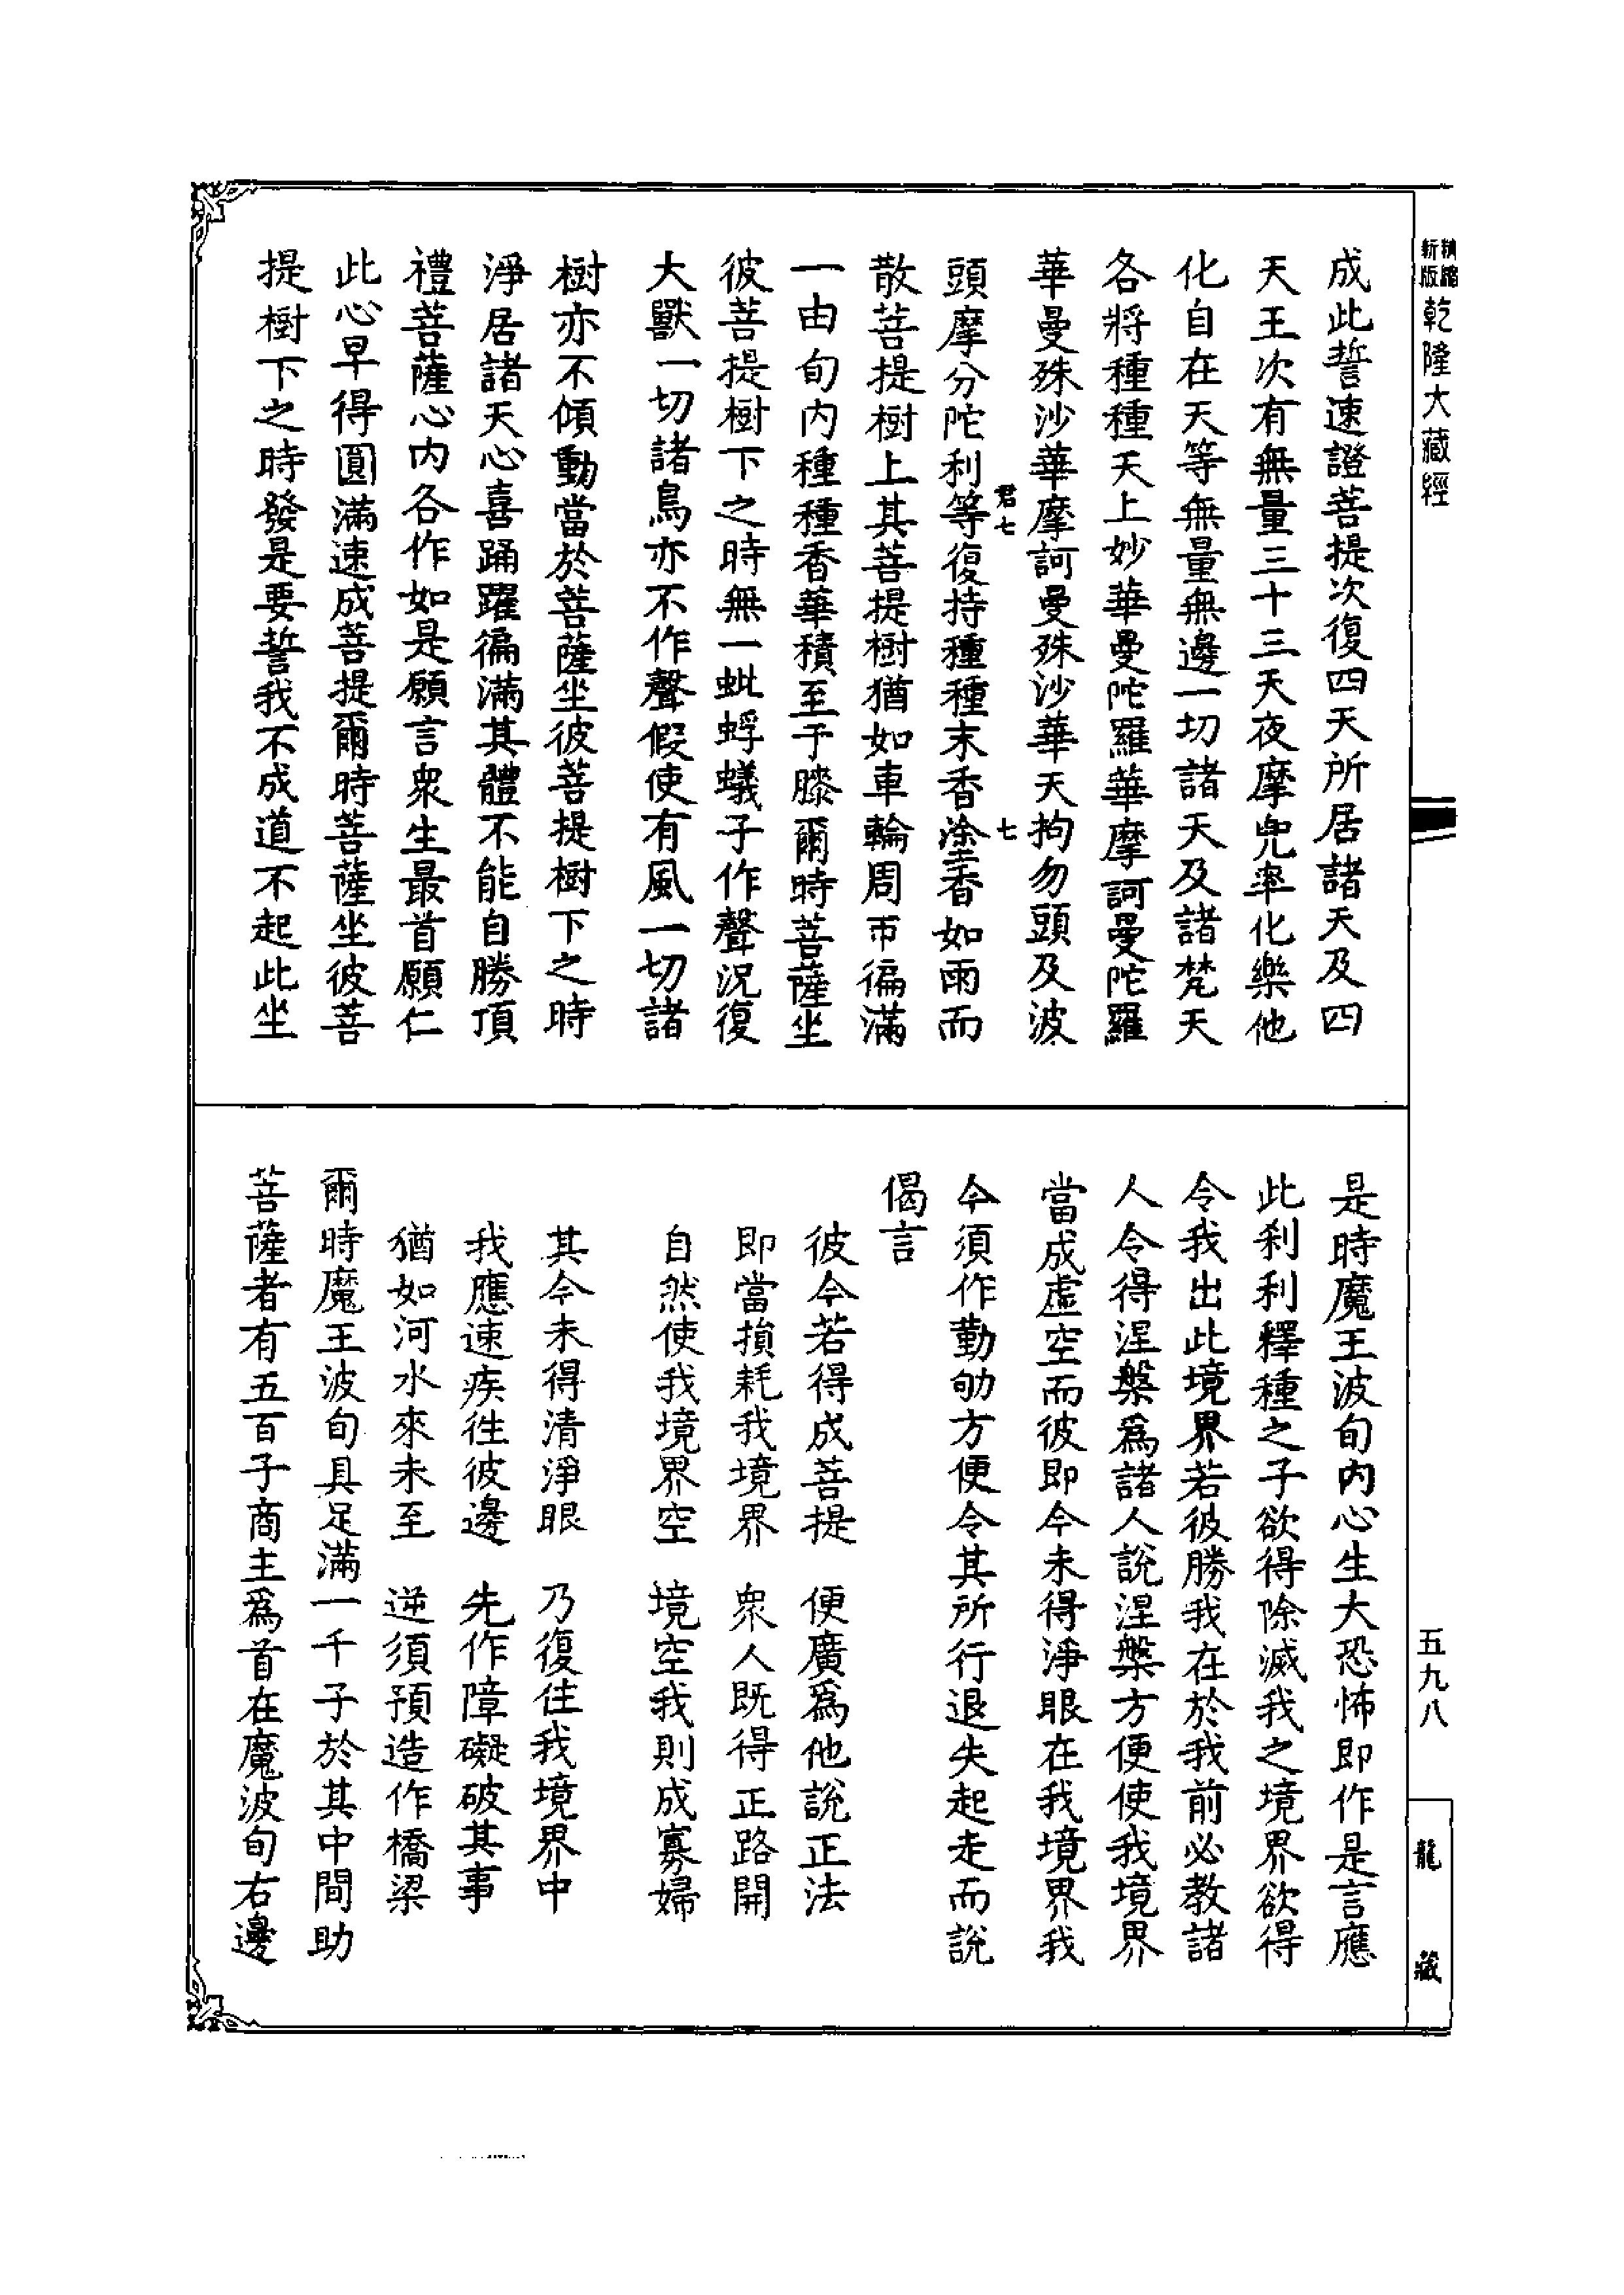 精縮
新版
乾隆大藏經
成此誓速證菩提次復四天所居諸天及四
天王次有無量三十三天夜摩兜率化樂他
化自在天等無量無邊一切諸天及諸梵天
各將種種天上妙華曼陀羅華摩訶曼陀羅
華曼殊沙華摩訶曼殊沙華天拘勿頭及波
君七
七
頭摩分陀利等復持種種末香塗香如雨而
散菩提樹上其菩提樹猶如車輪周帀徧滿
一由旬內種種香華積至于膝爾時菩薩坐
彼菩提樹下之時無一蚍蜉蟻子作聲況復
大獸一切諸鳥亦不作聲假使有風一切諸
樹亦不傾動當於菩薩坐彼菩提樹下之時
淨居諸天心喜踊躍徧滿其體不能自勝頂
禮菩薩心內各作如是願言衆生最首願仁
此心早得圓滿速成菩提爾時菩薩坐彼菩
提樹下之時發是要誓我不成道不起此坐
是時魔王波旬內心生大恐怖即作是言應
此剎利釋種之子欲得除滅我之境界欲得
令我出此境界若彼勝我在於我前必教諸
人令得涅槃爲諸人說涅槃方便使我境界
當成虛空而彼即今未得淨眼在我境界我
今須作勤劬方便令其所行退失起走而說
偈言
彼今若得成菩提　便廣爲他說正法
即當損耗我境界　衆人既得正路開
自然使我境界空　境空我則成寡婦
其今未得清淨眼　乃復住我境界中
我應速疾往彼邊　先作障礙破其事
猶如河水來未至　逆須預造作橋梁
爾時魔王波旬具足滿一千子於其中間助
菩薩者有五百子商主爲首在魔波旬右邊
五九八
龍藏